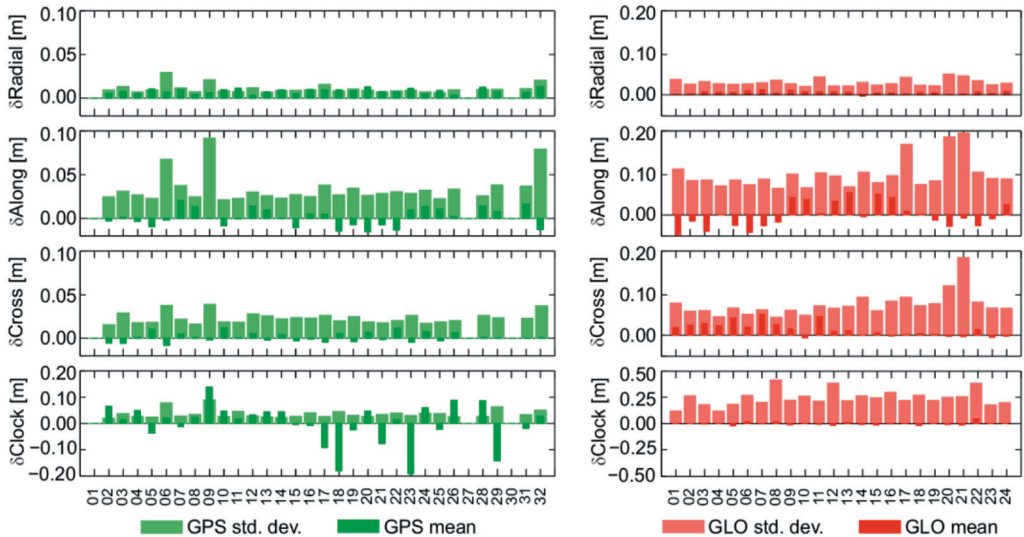 δRadial [m] 0.10 0.05 0.00
δAlong [m] 0.10 0.05 0.00
δCross [m] 0.10 0.05 0.00
δClock [m] 0.20 0.10 0.00 −0.10 −0.20
01 02 03 04 05 06 07 08 09 10 11 12 13 14 15 16 17 18 19 20 21 22 23 24 25 26 27 28 29 30 31 32
GPS std. dev. GPS mean
δRadial [m] 0.20 0.10 0.00
δAlong [m] 0.20 0.10 0.00
δCross [m] 0.20 0.10 0.00
δClock [m] 0.50 0.25 0.00 −0.25 −0.50
01 02 03 04 05 06 07 08 09 10 11 12 13 14 15 16 17 18 19 20 21 22 23 24
GLO std. dev. GLO mean